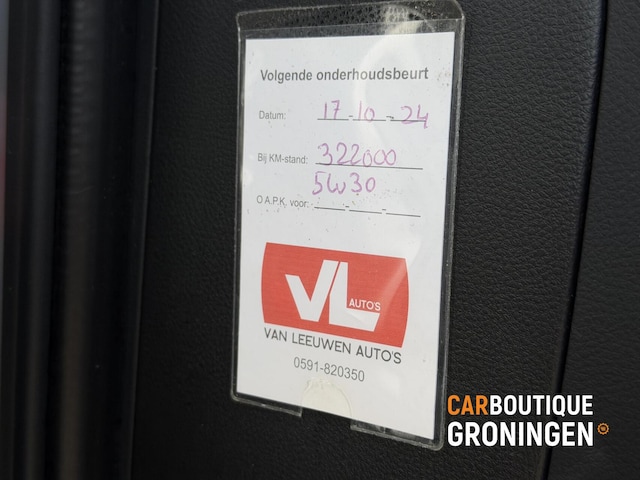 Volgende onderhoudsbeurt
Datum: 17-10-24
Bij KM-stand: 322000
5W30
O A.P.K. voor: - -
VL AUTO'S
VAN LEEUWEN AUTO'S
0591-820350
CARBOUTIQUE
GRONINGEN